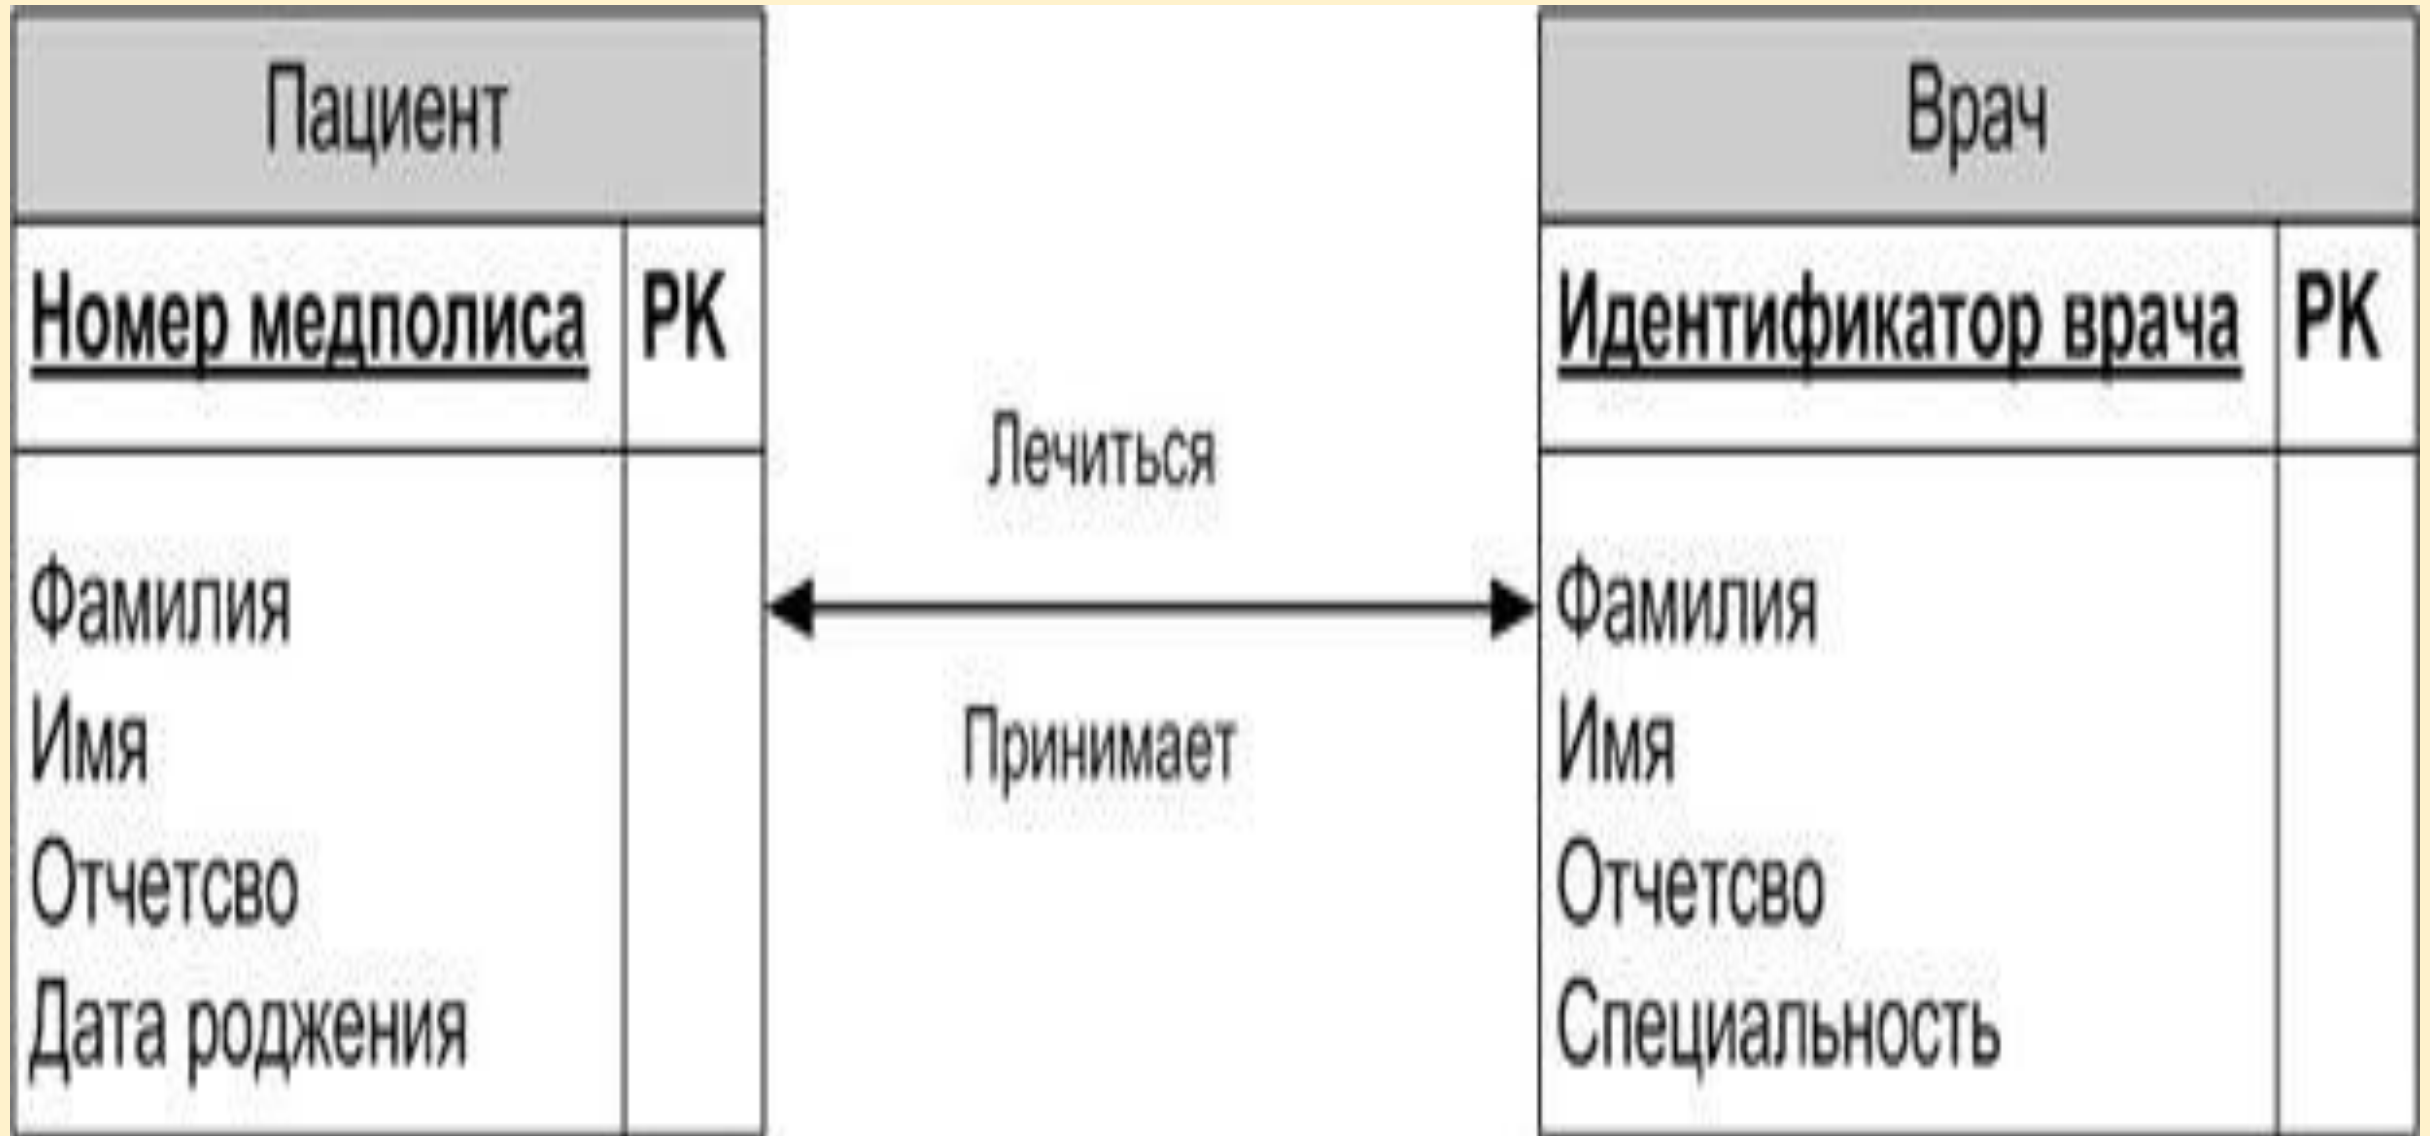 Пациент
Номер медполиса PK
Фамилия
Имя
Отчетсво
Дата роджения
Лечиться
Принимает
Врач
Идентификатор врача PK
Фамилия
Имя
Отчетсво
Специальность